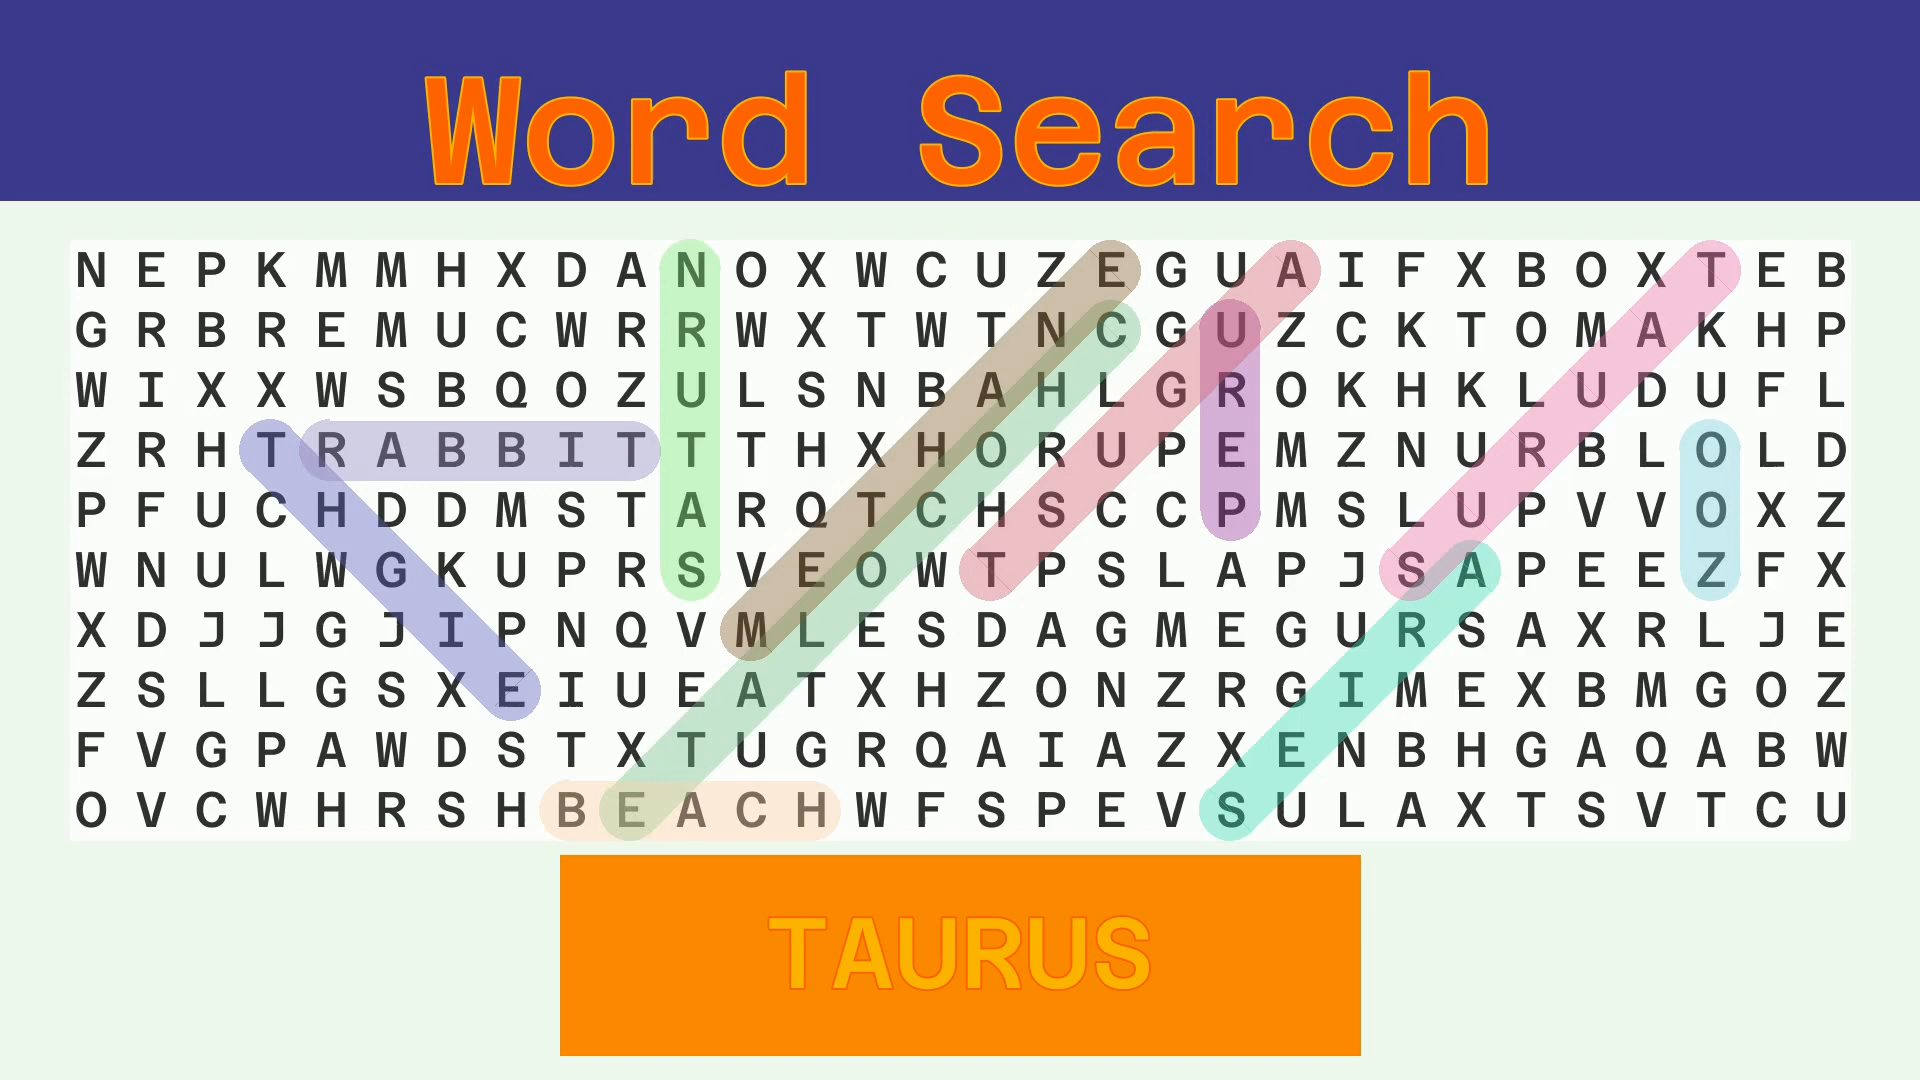 Word Search
N E P K M M H X D A N O X W C U Z E G U A I F X B O X T E B
G R B R E M U C W R R W X T W T N C G U Z C K T O M A K H P
W I X X W S B Q O Z U L S N B A H L G R O K H K L U D U F L
Z R H T R A B B I T T T H X H O R U P E M Z N U R B L O L D
P F U C H D D M S T A R Q T C H S C C P M S L U P V V O X Z
W N U L W G K U P R S V E O W T P S L A P J S A P E E Z F X
X D J J G J I P N Q V M L E S D A G M E G U R S A X R L J E
Z S L L G S X E I U E A T X H Z O N Z R G I M E X B M G O Z
F V G P A W D S T X T U G R Q A I A Z X E N B H G A Q A B W
O V C W H R S H B E A C H W F S P E V S U L A X T S V T C U
TAURUS